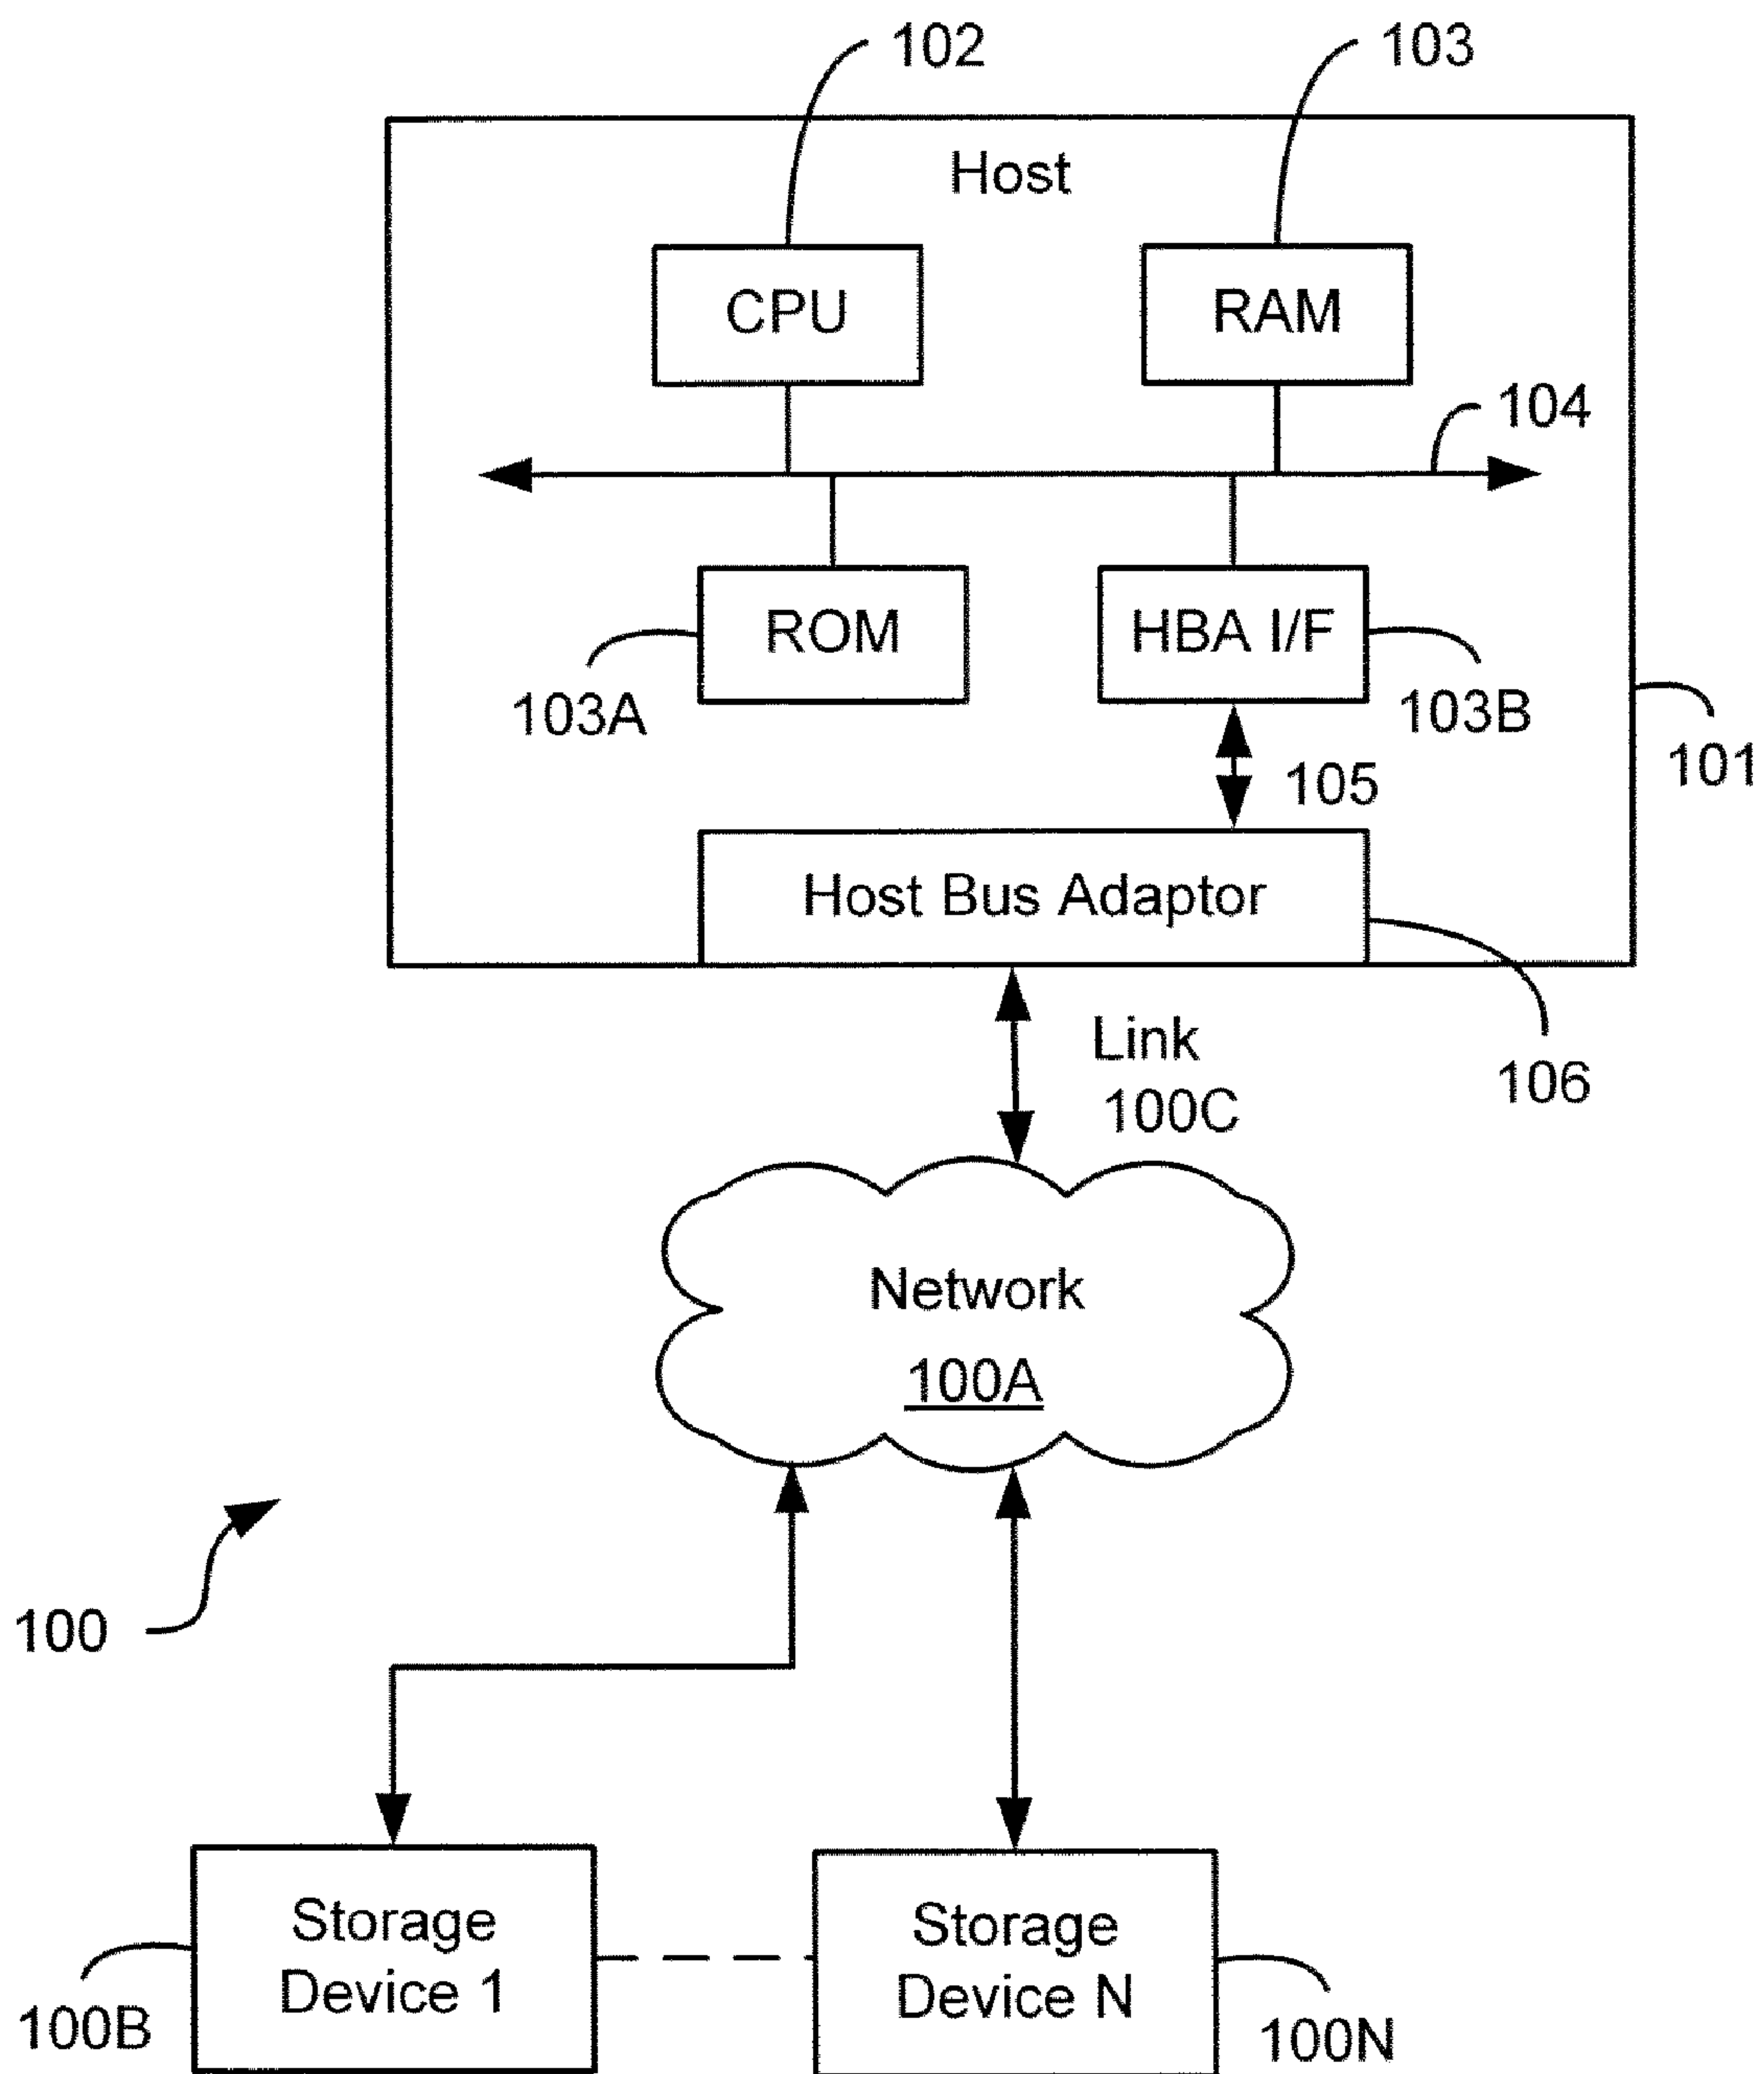 102
103
Host
CPU
RAM
104
ROM
HBA I/F
103A
103B
101
105
Host Bus Adaptor
Link
100C
106
Network
100A
100
Storage
Device 1
Storage
Device N
100B
100N